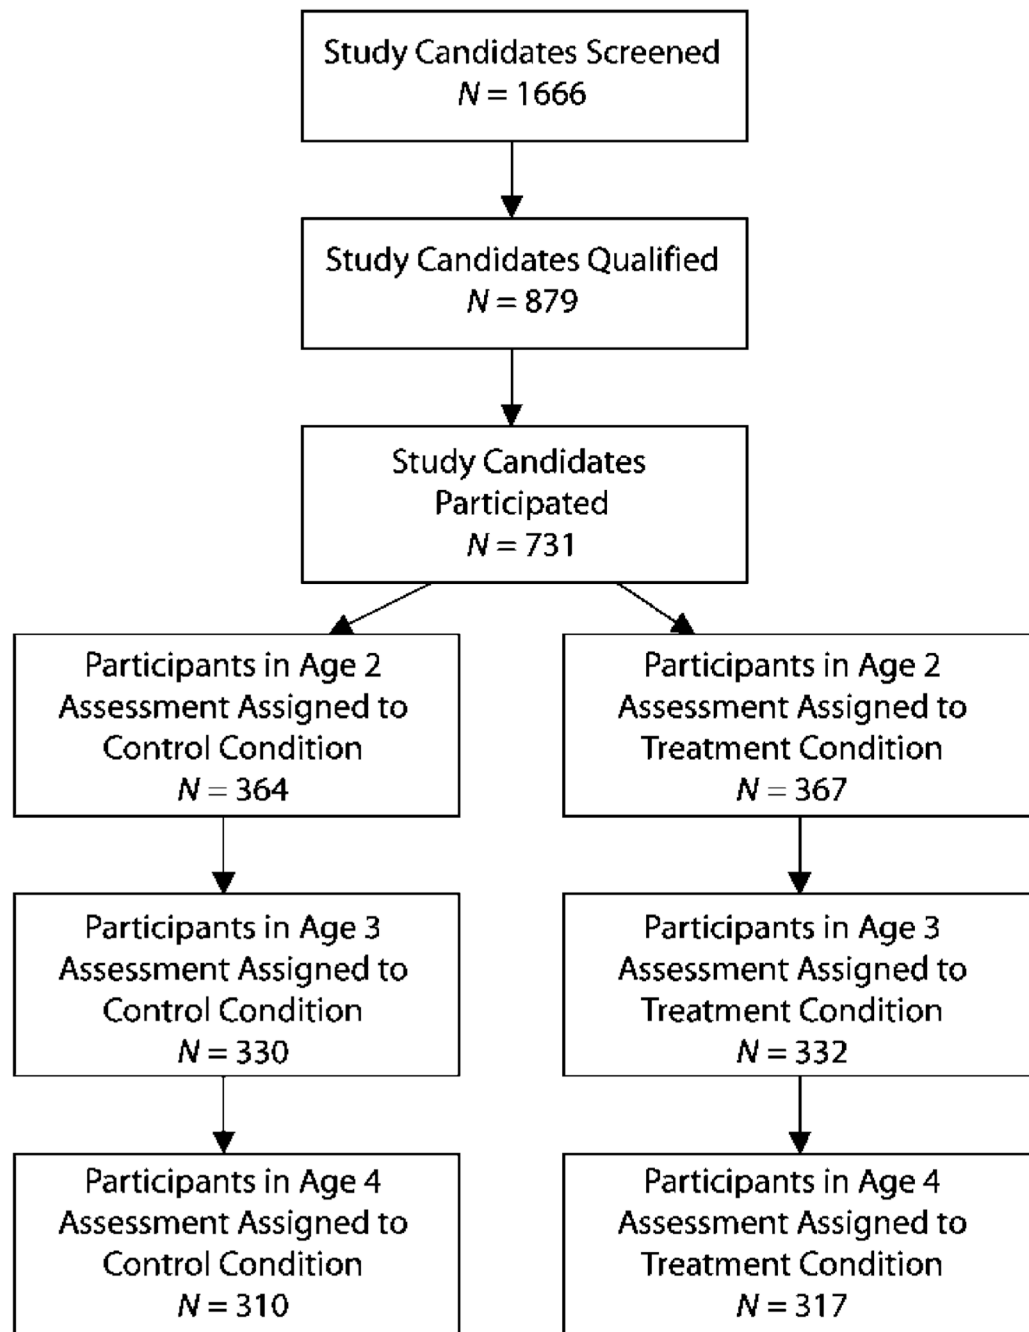 Study Candidates Screened
N = 1666
Study Candidates Qualified
N = 879
Study Candidates
Participated
N = 731
Participants in Age 2
Assessment Assigned to
Control Condition
N = 364
Participants in Age 2
Assessment Assigned to
Treatment Condition
N = 367
Participants in Age 3
Assessment Assigned to
Control Condition
N = 330
Participants in Age 3
Assessment Assigned to
Treatment Condition
N = 332
Participants in Age 4
Assessment Assigned to
Control Condition
N = 310
Participants in Age 4
Assessment Assigned to
Treatment Condition
N = 317